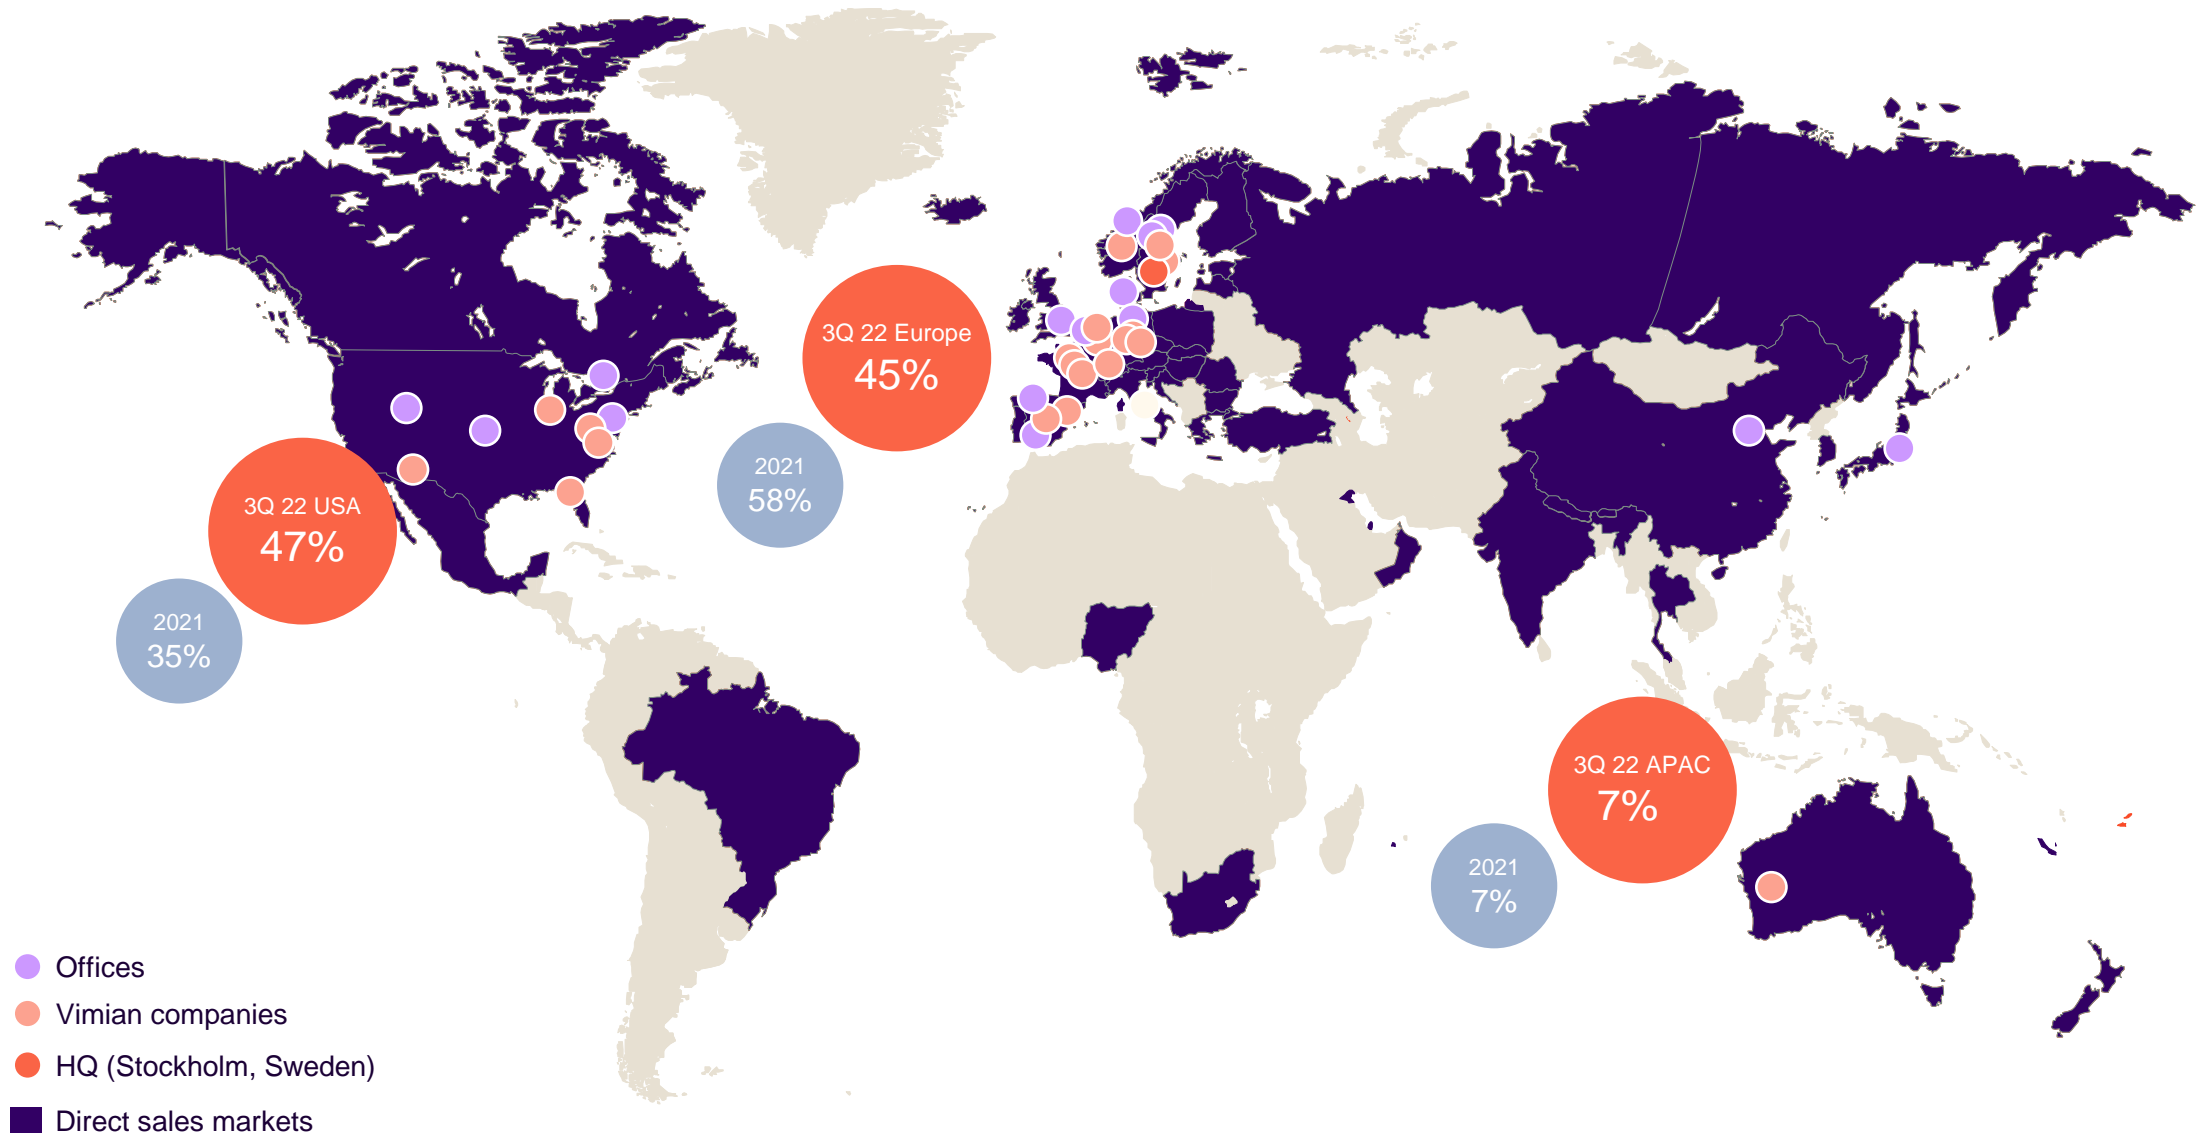 3Q 22 Europe
45%
2021
58%
3Q 22 USA
47%
2021
35%
3Q 22 APAC
7%
2021
7%
Offices
Vimian companies
HQ (Stockholm, Sweden)
Direct sales markets